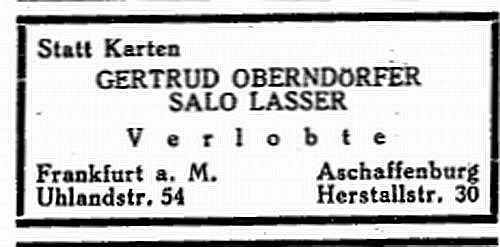 Statt Karten
GERTRUD OBERNDÖRFER
SALO LASSER
Verlobte
Frankfurt a. M. Aschaffenburg
Uhlandstr. 54 Herstallstr. 30